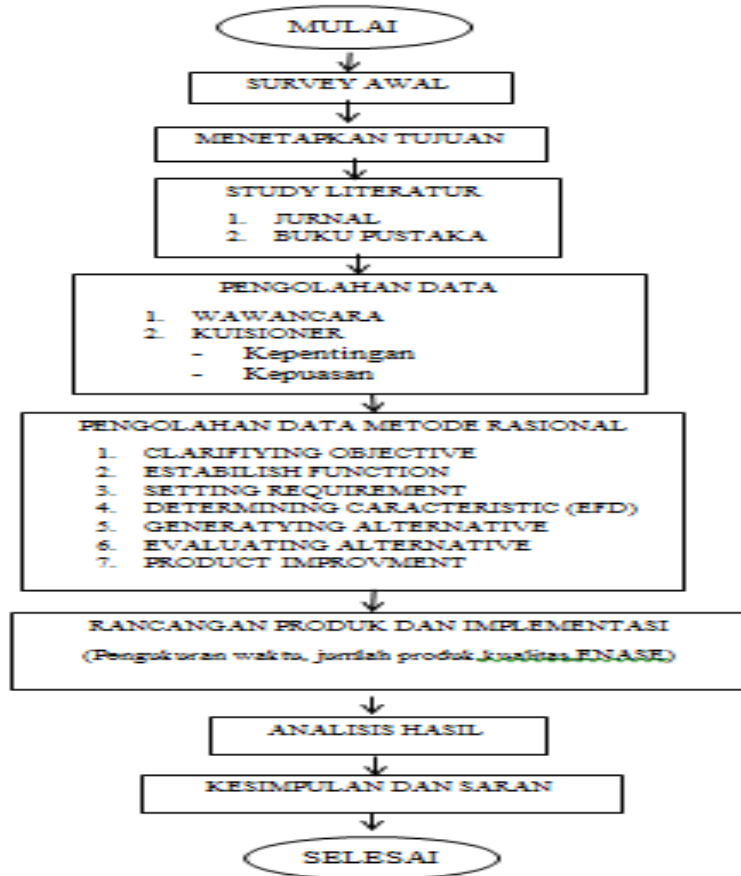 MULAI
SURVEY AWAL
MENETAPKAN TUJUAN
STUDY LITERATUR
1. JURNAL
2. BUKU PUSTAKA
PENGOLAHAN DATA
1. WAWANCARA
2. KUISIONER
- Kepentingan
- Kepuasan
PENGOLAHAN DATA METODE RASIONAL
1. CLARIFIYING OBJECTIVE
2. ESTABILISH FUNCTION
3. SETTING REQUIREMENT
4. DETERMINING CARACTERISTIC (EFD)
5. GENERATYING ALTERNATIVE
6. EVALUATING ALTERNATIVE
7. PRODUCT IMPROVMENT
RANCANGAN PRODUK DAN IMPLEMENTASI
(Pengukuran waktu, jumlah produk,kualitas,ENASE)
ANALISIS HASIL
KESIMPULAN DAN SARAN
SELESAI